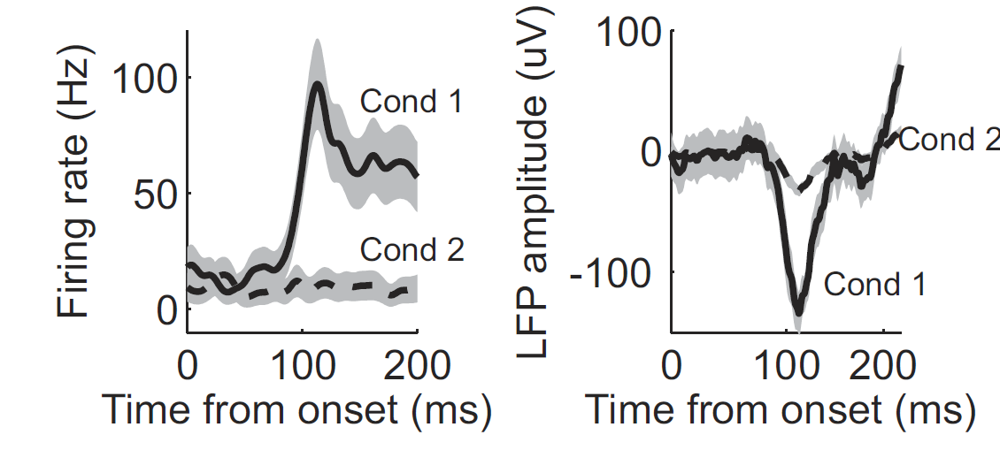 Firing rate (Hz)
100
50
0
Cond 1
Cond 2
0 100 200
Time from onset (ms)
LFP amplitude (uV)
100
0
-100
Cond 2
Cond 1
0 100 200
Time from onset (ms)